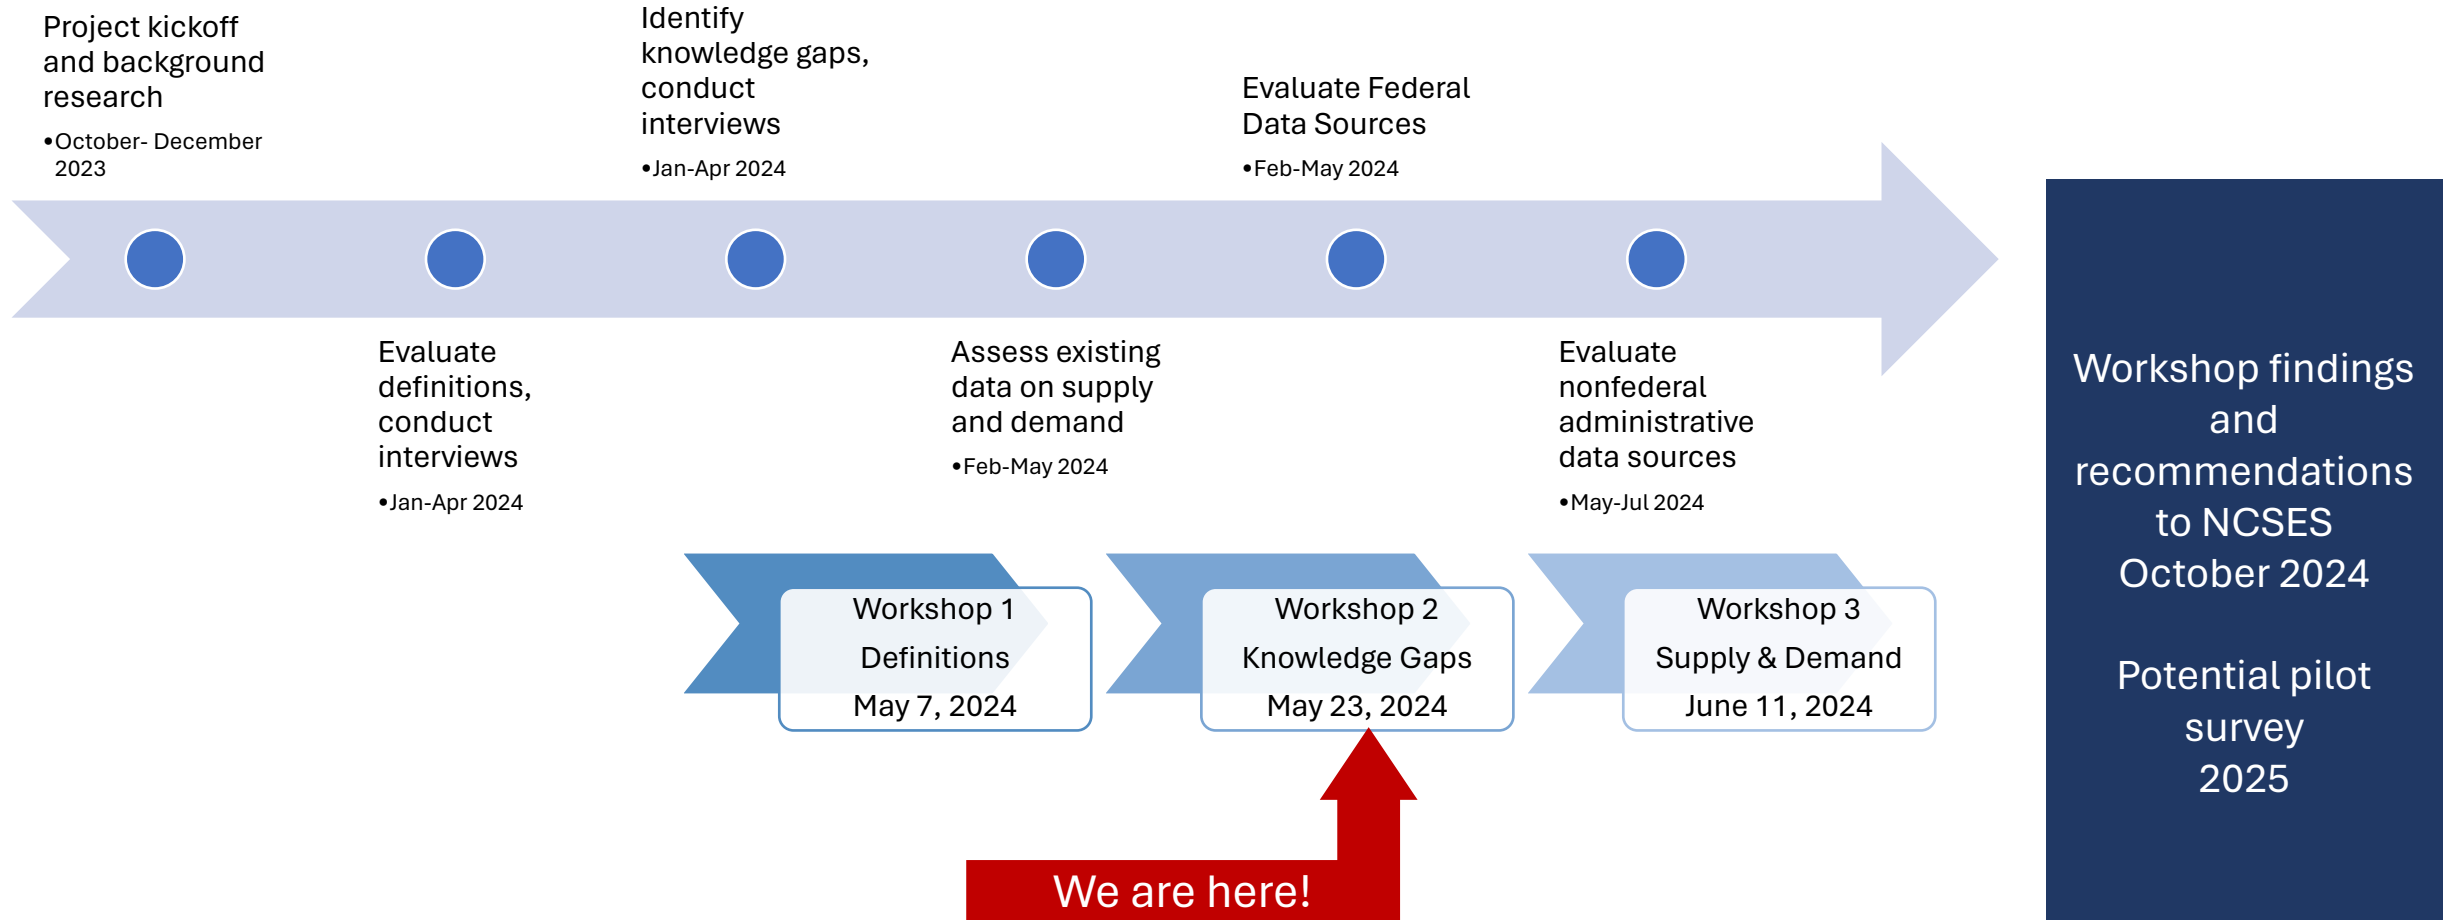 Project kickoff
and background
research
•October- December
2023
Identify
knowledge gaps,
conduct
interviews
•Jan-Apr 2024
Evaluate Federal
Data Sources
•Feb-May 2024
Evaluate
definitions,
conduct
interviews
•Jan-Apr 2024
Assess existing
data on supply
and demand
•Feb-May 2024
Evaluate
nonfederal
administrative
data sources
•May-Jul 2024
Workshop 1
Definitions
May 7, 2024
Workshop 2
Knowledge Gaps
May 23, 2024
Workshop 3
Supply & Demand
June 11, 2024
We are here!
Workshop findings
and
recommendations
to NCSES
October 2024
Potential pilot
survey
2025